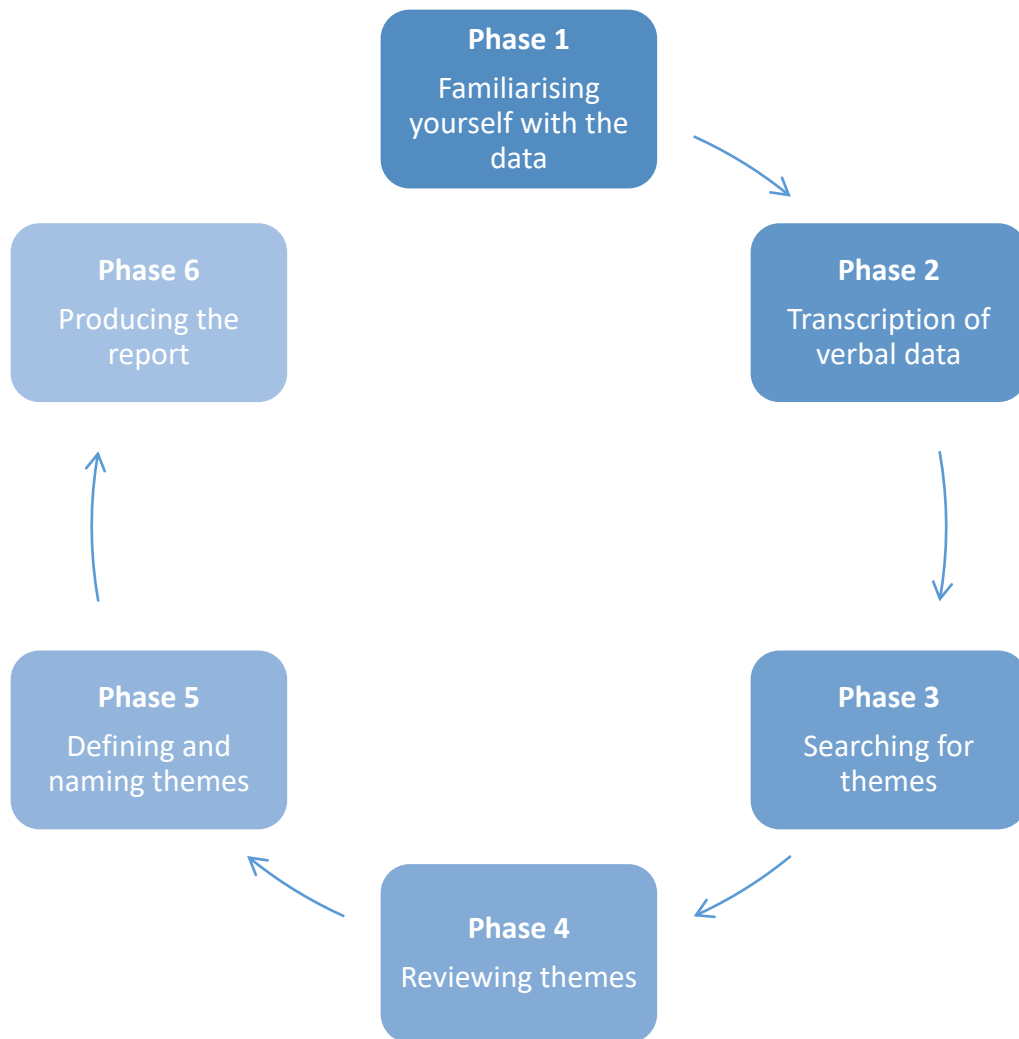 Phase 1
Familiarising
yourself with the
data
Phase 2
Transcription of
verbal data
Phase 3
Searching for
themes
Phase 4
Reviewing themes
Phase 5
Defining and
naming themes
Phase 6
Producing the
report